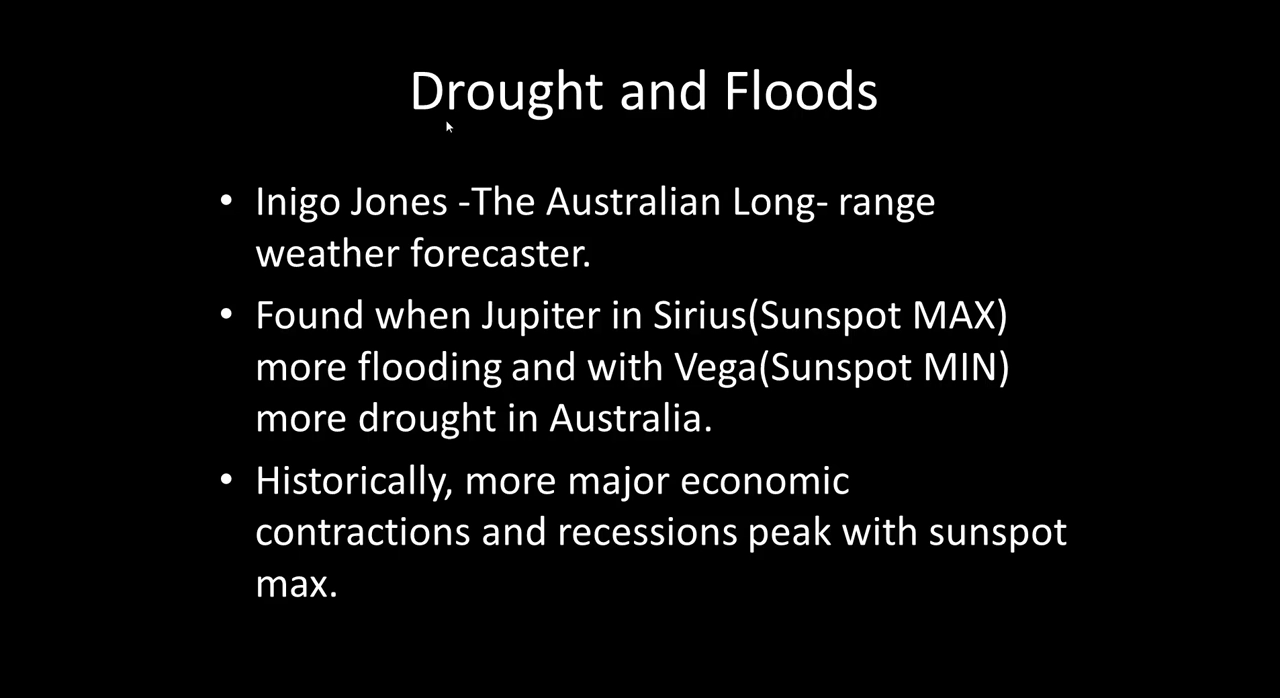 Drought and Floods
• Inigo Jones -The Australian Long- range
weather forecaster.
• Found when Jupiter in Sirius(Sunspot MAX)
more flooding and with Vega(Sunspot MIN)
more drought in Australia.
• Historically, more major economic
contractions and recessions peak with sunspot
max.